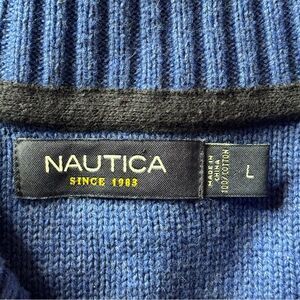 NAUTICA
SINCE 1983
MADE IN
CHINA
100% COTTON
L